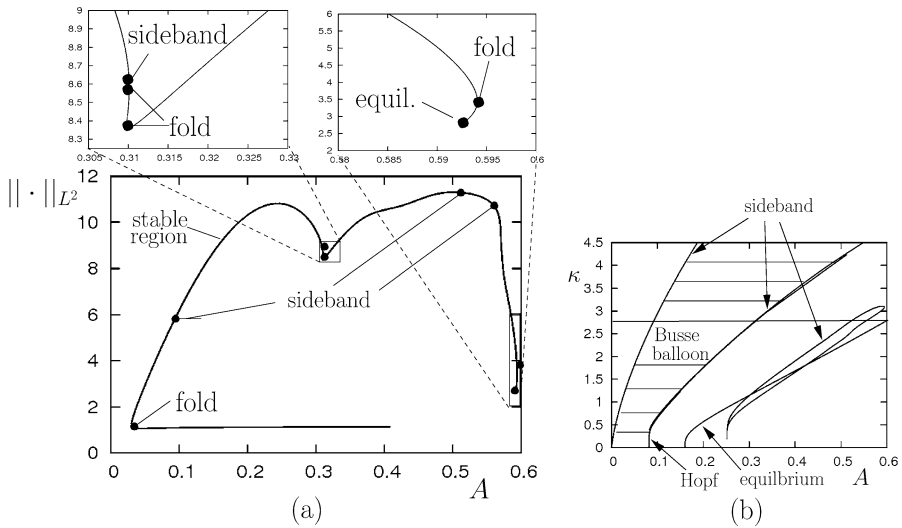 9
8.9
8.8
8.7
8.6
8.5
8.4
8.3
sideband
fold
0.305 0.31 0.315 0.32 0.325 0.33
6
5.5
5
4.5
4
3.5
3
2.5
2
fold
equil.
0.58 0.585 0.59 0.595 0.6
|| · ||L²
12
10
8
6
4
2
0
stable
region
sideband
fold
0 0.1 0.2 0.3 0.4 0.5 0.6
A
(a)
sideband
κ
4.5
4
3.5
3
2.5
2
1.5
1
0.5
0
Busse
balloon
0 0.1 0.2 0.3 0.4 0.5 0.6
Hopf
equilbrium
A
(b)